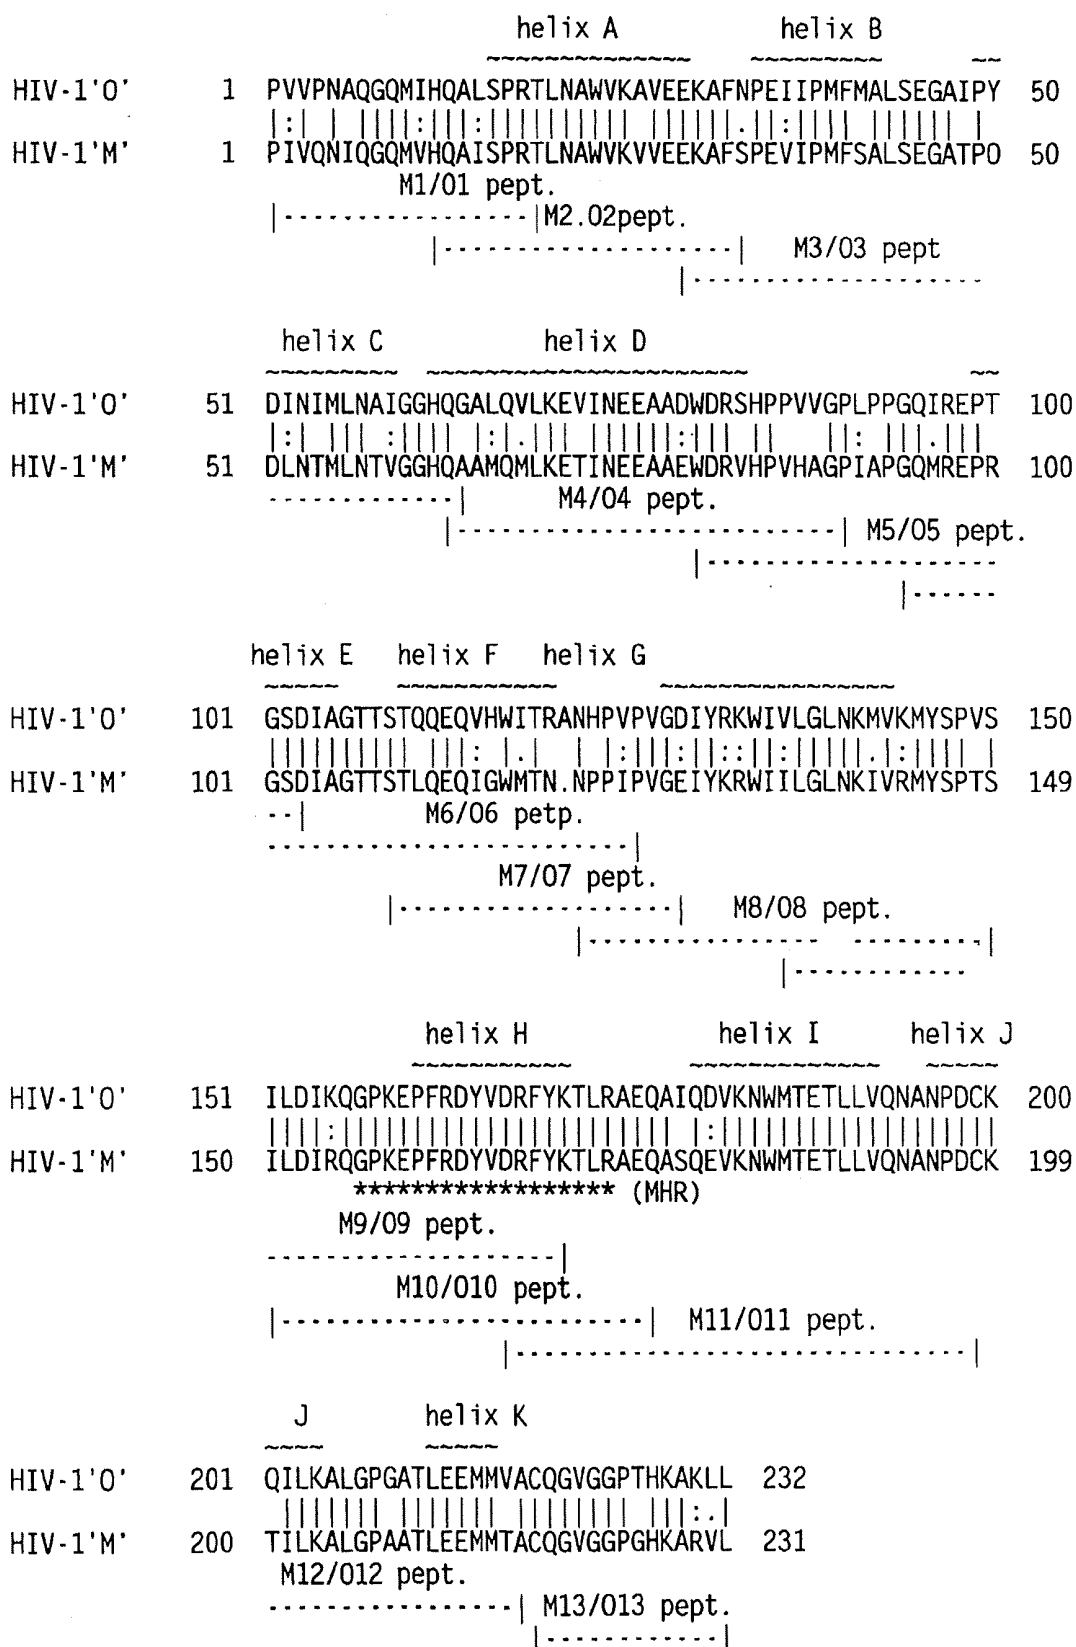 helix A helix B
~~~~~~~~~~~~~~ ~~~~~~~~~ ~~
HIV-1'O' 1 PVVPNAQGQMIHQALSPRTLNAWVKAVEEKAFNPEIIPMFMALSEGAIPY 50
|:| | ||||:|||:|||||||||| ||||||.||:|||| |||||| |
HIV-1'M' 1 PIVQNIQGQMVHQAISPRTLNAWVKVVEEKAFSPEVIPMFSALSEGATPO 50
M1/01 pept.
|-----------------|M2.02pept.
|--------------------| M3/03 pept
|--------------------
helix C helix D
~~~~~~~~~ ~~~~~~~~~~~~~~~~~~~~~~ ~~
HIV-1'O' 51 DINIMLNAIGGHQGALQVLKEVINEEAADWDRSHPPVVGPLPPGQIREPT 100
|:| ||| :|||| |:|.||| ||||||:||| || ||: |||.|||
HIV-1'M' 51 DLNTMLNTVGGHQAAMQMLKETINEEAAEWDRVHPVHAGPIAPGQMREPR 100
-------------| M4/04 pept.
|--------------------------| M5/05 pept.
|--------------------
|------
helix E helix F helix G
~~~~~ ~~~~~~~~~~~ ~~~~~~~~~~~~~~~~
HIV-1'O' 101 GSDIAGTTSTQQEQVHWITRANHPVPVGDIYRKWIVLGLNKMVKMYSPVS 150
|||||||||| |||: |.| | |:|||:||::||:|||||.|:|||| |
HIV-1'M' 101 GSDIAGTTSTLQEQIGWMTN.NPPIPVGEIYKRWIILGLNKIVRMYSPTS 149
--| M6/06 petp.
-------------------------|
M7/07 pept.
|-------------------| M8/08 pept.
|---------------- ---------|
|------------
helix H helix I helix J
~~~~~~~~~~~ ~~~~~~~~~~~~~ ~~~~~
HIV-1'O' 151 ILDIKQGPKEPFRDYVDRFYKTLRAEQAIQDVKNWMTETLLVQNANPDCK 200
||||:||||||||||||||||||||||| |:|||||||||||||||||||
HIV-1'M' 150 ILDIRQGPKEPFRDYVDRFYKTLRAEQASQEVKNWMTETLLVQNANPDCK 199
****************** (MHR)
M9/09 pept.
--------------------|
M10/010 pept.
|-------------------------| M11/011 pept.
|-------------------------------|
J helix K
~~~~ ~~~~~
HIV-1'O' 201 QILKALGPGATLEEMMVACQGVGGPTHKAKLL 232
||||||| ||||||| |||||||| |||:.|
HIV-1'M' 200 TILKALGPAATLEEMMTACQGVGGPGHKARVL 231
M12/012 pept.
-----------------| M13/013 pept.
|------------|